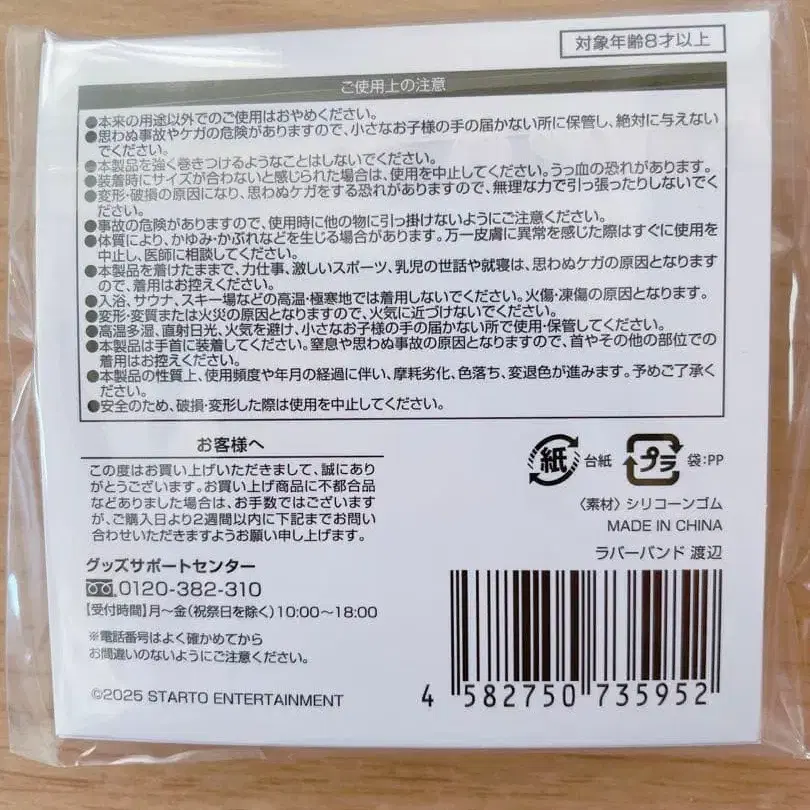 対象年齢8才以上
ご使用上の注意
●本来の用途以外でのご使用はおやめください。
●思わぬ事故やケガの危険がありますので、小さなお子様の手の届かない所に保管し、絶対に与えない
でください。
●本製品を強く巻きつけるようなことはしないでください。
●装着時にサイズが合わないと感じられた場合は、使用を中止してください。うっ血の恐れがあります。
●変形・破損の原因になり、思わぬケガをする恐れがありますので、無理な力で引っ張ったりしないでく
ださい。
●事故の危険がありますので、使用時に他の物に引っ掛けないようにご注意ください。
●体質により、かゆみ・かぶれなどを生じる場合があります。万一皮膚に異常を感じた際はすぐに使用を
中止し、医師に相談してください。
●本製品を着けたままで、力仕事、激しいスポーツ、乳児の世話や就寝は、思わぬケガの原因となります
ので、着用はお控えください。
●入浴、サウナ、スキー場などの高温・極寒地では着用しないでください。火傷・凍傷の原因となります。
●変形・変質または火災の原因となりますので、火気に近づけないでください。
●高温多湿、直射日光、火気を避け、小さなお子様の手の届かない所で使用・保管してください。
●本製品は手首に装着してください。窒息や思わぬ事故の原因となりますので、首やその他の部位での
着用はお控えください。
●本製品の性質上、使用頻度や年月の経過に伴い、摩耗劣化、色落ち、変退色が進みます。予めご了承く
ださい。
●安全のため、破損・変形した際は使用を中止してください。
お客様へ
この度はお買い上げいただきまして、誠にあり
がとうございます。お買い上げ商品に不都合品
などありました場合は、お手数ではございます
が、ご購入日より2週間以内に下記までお問い
合わせいただきますようお願い申し上げます。
グッズサポートセンター
0120-382-310
【受付時間】月～金(祝祭日を除く)10:00～18:00
※電話番号はよく確かめてから
お間違いのないようにご注意ください。
©2025 STARTO ENTERTAINMENT
紙 台紙 プラ 袋:PP
〈素材〉シリコーンゴム
MADE IN CHINA
ラバーバンド 渡辺
4 582750 735952